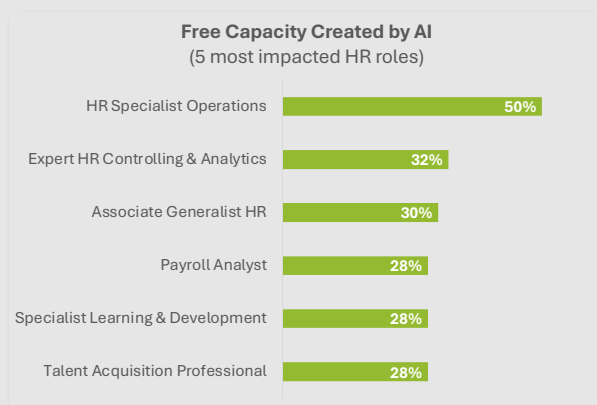 Free Capacity Created by AI
(5 most impacted HR roles)
HR Specialist Operations 50%
Expert HR Controlling & Analytics 32%
Associate Generalist HR 30%
Payroll Analyst 28%
Specialist Learning & Development 28%
Talent Acquisition Professional 28%